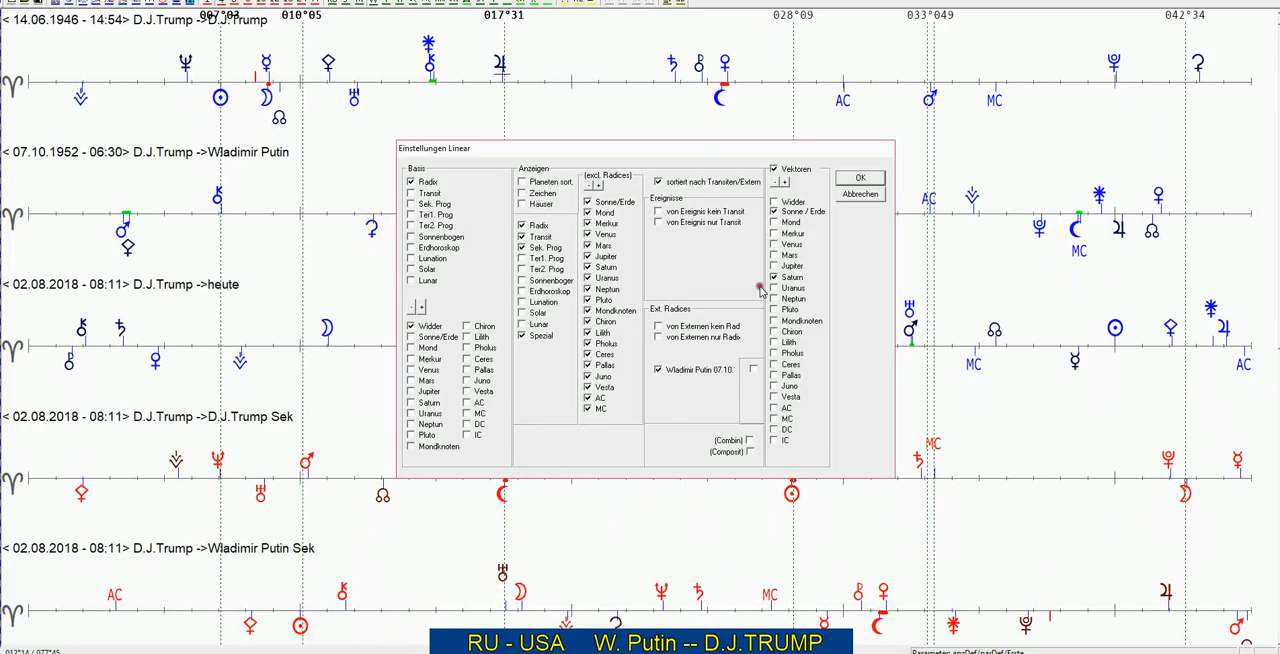 < 14.06.1946 - 14:54> D.J.Trump -> D.J.Trump
007°03
010°05
017°31
028°09
033°049
042°34
AC
MC
< 07.10.1952 - 06:30> D.J.Trump ->Wladimir Putin
AC
MC
< 02.08.2018 - 08:11> D.J.Trump ->heute
MC
AC
< 02.08.2018 - 08:11> D.J.Trump ->D.J.Trump Sek
MC
< 02.08.2018 - 08:11> D.J.Trump ->Wladimir Putin Sek
AC
MC
Einstellungen Linear
Basis
Radix
Transit
Sek. Prog
Ter1. Prog
Ter2. Prog
Sonnenbogen
Erdhoroskop
Lunation
Solar
Lunar
- +
Widder
Sonne/Erde
Mond
Merkur
Venus
Mars
Jupiter
Saturn
Uranus
Neptun
Pluto
Mondknoten
Chiron
Lilith
Pholus
Ceres
Pallas
Juno
Vesta
AC
MC
DC
IC
Anzeigen
Planeten sort.
Zeichen
Häuser
Radix
Transit
Sek. Prog
Ter1. Prog
Ter2. Prog
Sonnenboger
Erdhoroskop
Lunation
Solar
Lunar
Spezial
(excl. Radices)
- +
Sonne/Erde
Mond
Merkur
Venus
Mars
Jupiter
Saturn
Uranus
Neptun
Pluto
Mondknoten
Chiron
Lilith
Pholus
Ceres
Pallas
Juno
Vesta
AC
MC
sortiert nach Transiten/Extern
Ereignisse
von Ereignis kein Transit
von Ereignis nur Transit
Ext. Radices
von Externen kein Rad
von Externen nur Radix
Wladimir Putin 07.10.
(Combin)
(Composit)
Vektoren
- +
Widder
Sonne / Erde
Mond
Merkur
Venus
Mars
Jupiter
Saturn
Uranus
Neptun
Pluto
Mondknoten
Chiron
Lilith
Pholus
Ceres
Pallas
Juno
Vesta
AC
MC
DC
IC
OK
Abbrechen
RU - USA W. Putin -- D.J.TRUMP